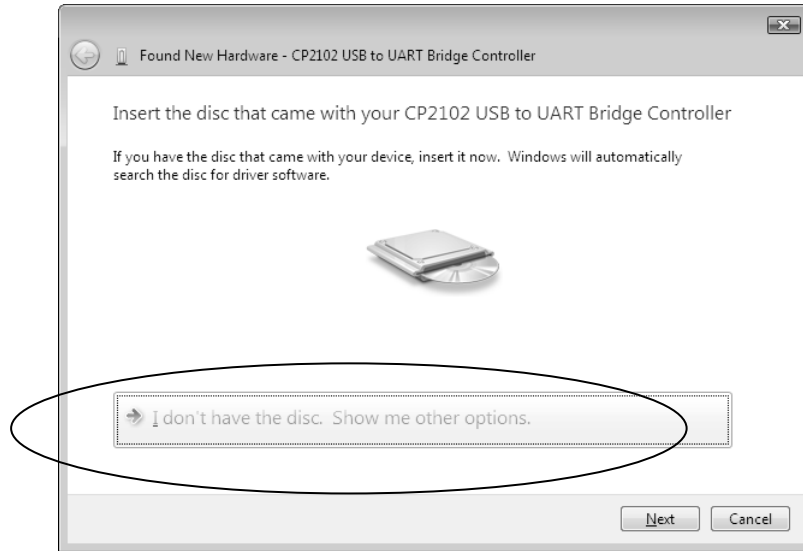 Found New Hardware - CP2102 USB to UART Bridge Controller
Insert the disc that came with your CP2102 USB to UART Bridge Controller
If you have the disc that came with your device, insert it now.  Windows will automatically
search the disc for driver software.
I don't have the disc.  Show me other options.
Next
Cancel